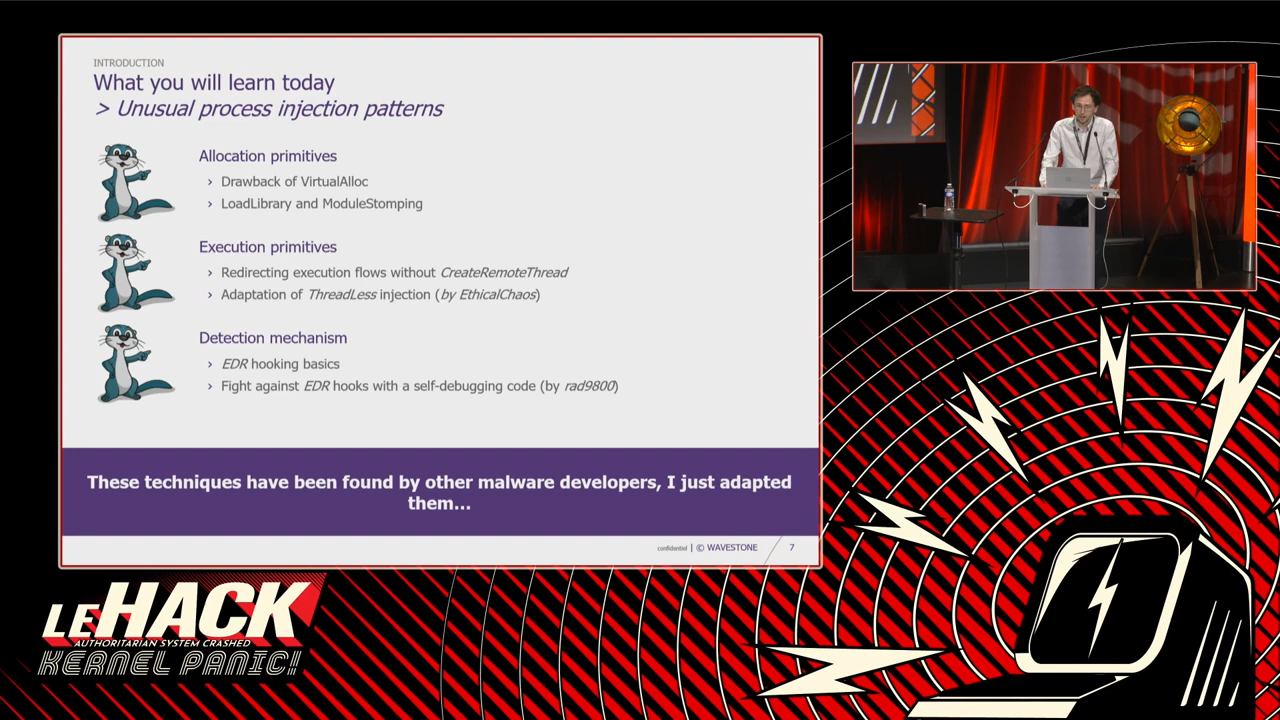 INTRODUCTION
What you will learn today
> Unusual process injection patterns
Allocation primitives
› Drawback of VirtualAlloc
› LoadLibrary and ModuleStomping
Execution primitives
› Redirecting execution flows without CreateRemoteThread
› Adaptation of ThreadLess injection (by EthicalChaos)
Detection mechanism
› EDR hooking basics
› Fight against EDR hooks with a self-debugging code (by rad9800)
These techniques have been found by other malware developers, I just adapted
them...
confidentiel | © WAVESTONE 7
LEHACK
AUTHORITARIAN SYSTEM CRASHED
KERNEL PANIC!